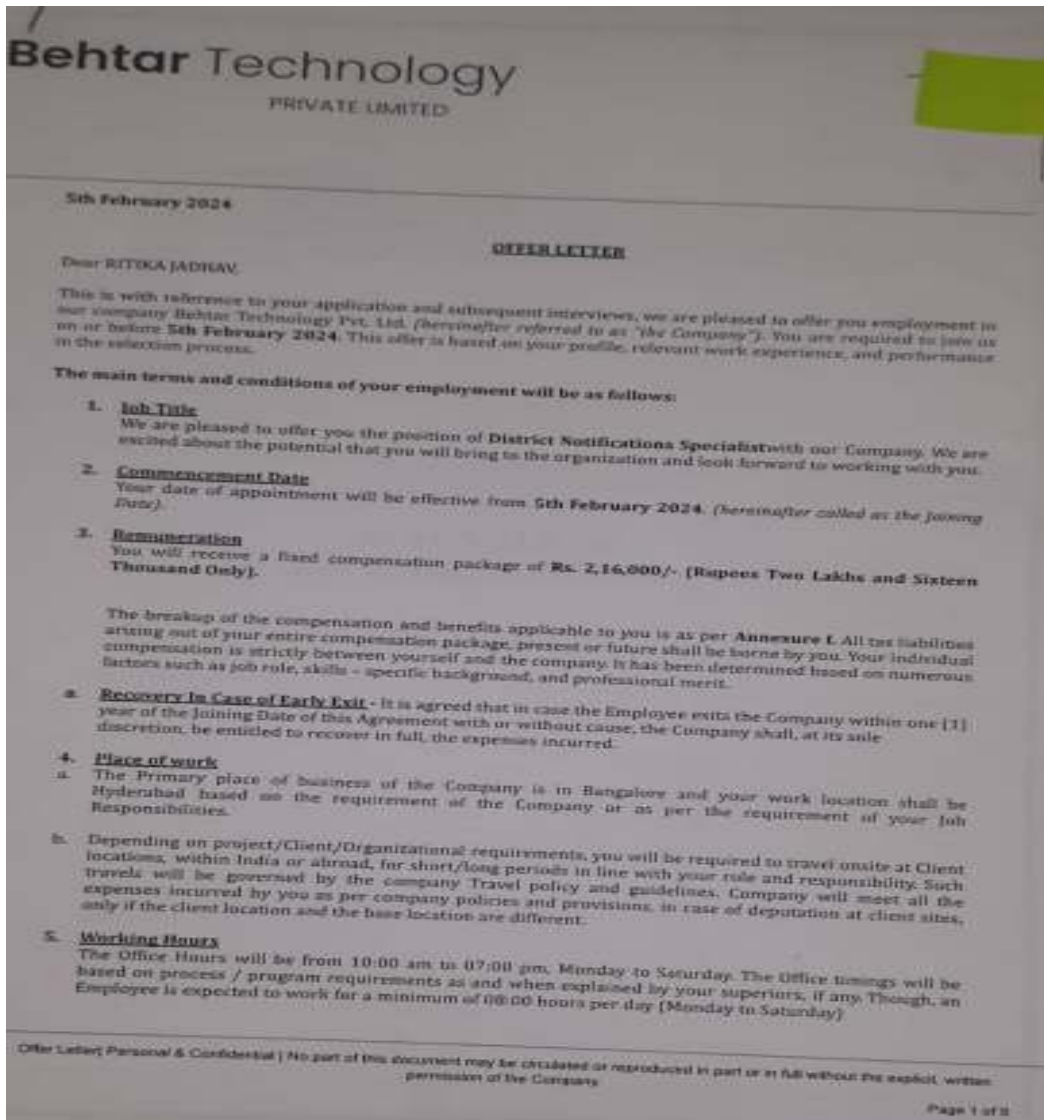 Behtar Technology
PRIVATE LIMITED
5th February 2024
OFFER LETTER
Dear RITIKA JADHAV,
This is with reference to your application and subsequent interviews, we are pleased to offer you employment in
our company Behtar Technology Pvt. Ltd. (hereinafter referred to as "the Company"). You are required to join us
on or before 5th February 2024. This offer is based on your profile, relevant work experience, and performance
in the selection process.
The main terms and conditions of your employment will be as follows:
1. Job Title
We are pleased to offer you the position of District Notifications Specialistwith our Company. We are
excited about the potential that you will bring to the organization and look forward to working with you.
2. Commencement Date
Your date of appointment will be effective from 5th February 2024. (hereinafter called as the Joining
Date).
3. Remuneration
You will receive a fixed compensation package of Rs. 2,16,000/- (Rupees Two Lakhs and Sixteen
Thousand Only).
The breakup of the compensation and benefits applicable to you is as per Annexure I. All tax liabilities
arising out of your entire compensation package, present or future shall be borne by you. Your individual
compensation is strictly between yourself and the company. It has been determined based on numerous
factors such as job role, skills - specific background, and professional merit.
a. Recovery In Case of Early Exit - It is agreed that in case the Employee exits the Company within one (1)
year of the Joining Date of this Agreement with or without cause, the Company shall, at its sole
discretion, be entitled to recover in full, the expenses incurred.
4. Place of work
a. The Primary place of business of the Company is in Bangalore and your work location shall be
Hyderabad based on the requirement of the Company or as per the requirement of your Job
Responsibilities.
b. Depending on project/Client/Organizational requirements, you will be required to travel onsite at Client
locations, within India or abroad, for short/long periods in line with your role and responsibility. Such
travels will be governed by the company Travel policy and guidelines. Company will meet all the
expenses incurred by you as per company policies and provisions, in case of deputation at client sites,
only if the client location and the base location are different.
5. Working Hours
The Office Hours will be from 10:00 am to 07:00 pm, Monday to Saturday. The Office timings will be
based on process / program requirements as and when explained by your superiors, if any. Though, an
Employee is expected to work for a minimum of 08:00 hours per day (Monday to Saturday)
Offer Letter| Personal & Confidential | No part of this document may be circulated or reproduced in part or in full without the explicit, written
permission of the Company
Page 1 of 8